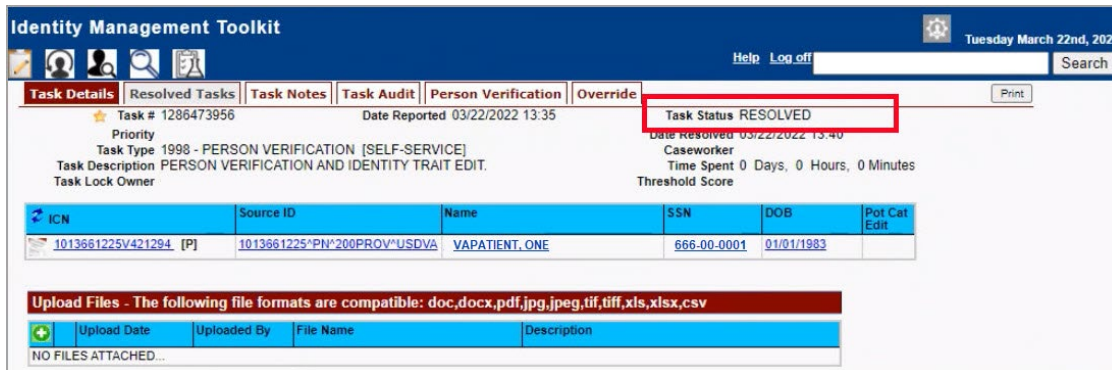 Identity Management Toolkit
Tuesday March 22nd, 202
Help Log off Search
Task Details Resolved Tasks Task Notes Task Audit Person Verification Override Print
Task # 1286473956 Date Reported 03/22/2022 13:35 Task Status RESOLVED
Priority Date Resolved 03/22/2022 13:40
Task Type 1998 - PERSON VERIFICATION [SELF-SERVICE] Caseworker
Task Description PERSON VERIFICATION AND IDENTITY TRAIT EDIT. Time Spent 0 Days, 0 Hours, 0 Minutes
Task Lock Owner Threshold Score
ICN Source ID Name SSN DOB Pot Cat Edit
1013661225V421294 [P] 1013661225^PN^200PROV^USDVA VAPATIENT, ONE 666-00-0001 01/01/1983
Upload Files - The following file formats are compatible: doc,docx,pdf,jpg,jpeg,tif,tiff,xls,xlsx,csv
Upload Date Uploaded By File Name Description
NO FILES ATTACHED...